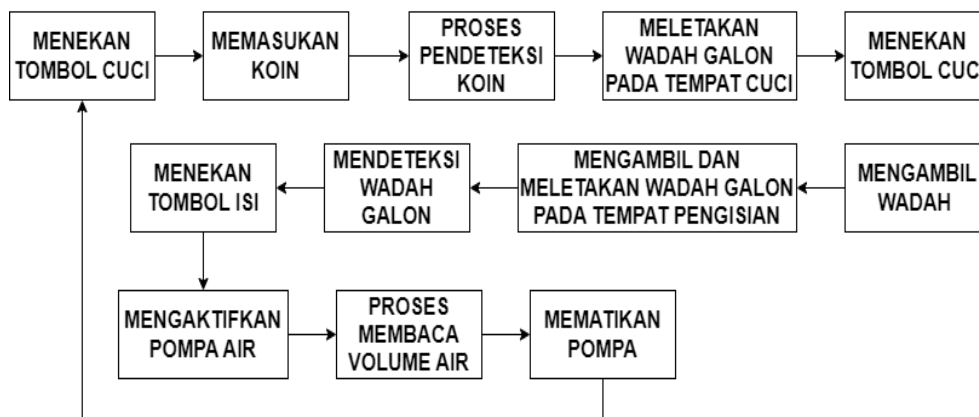 MENEKAN
TOMBOL CUCI
MEMASUKAN
KOIN
PROSES
PENDETEKSI
KOIN
MELETAKAN
WADAH GALON
PADA TEMPAT CUCI
MENEKAN
TOMBOL CUC
MENEKAN
TOMBOL ISI
MENDETEKSI
WADAH
GALON
MENGAMBIL DAN
MELETAKAN WADAH GALON
PADA TEMPAT PENGISIAN
MENGAMBIL
WADAH
MENGAKTIFKAN
POMPA AIR
PROSES
MEMBACA
VOLUME AIR
MEMATIKAN
POMPA